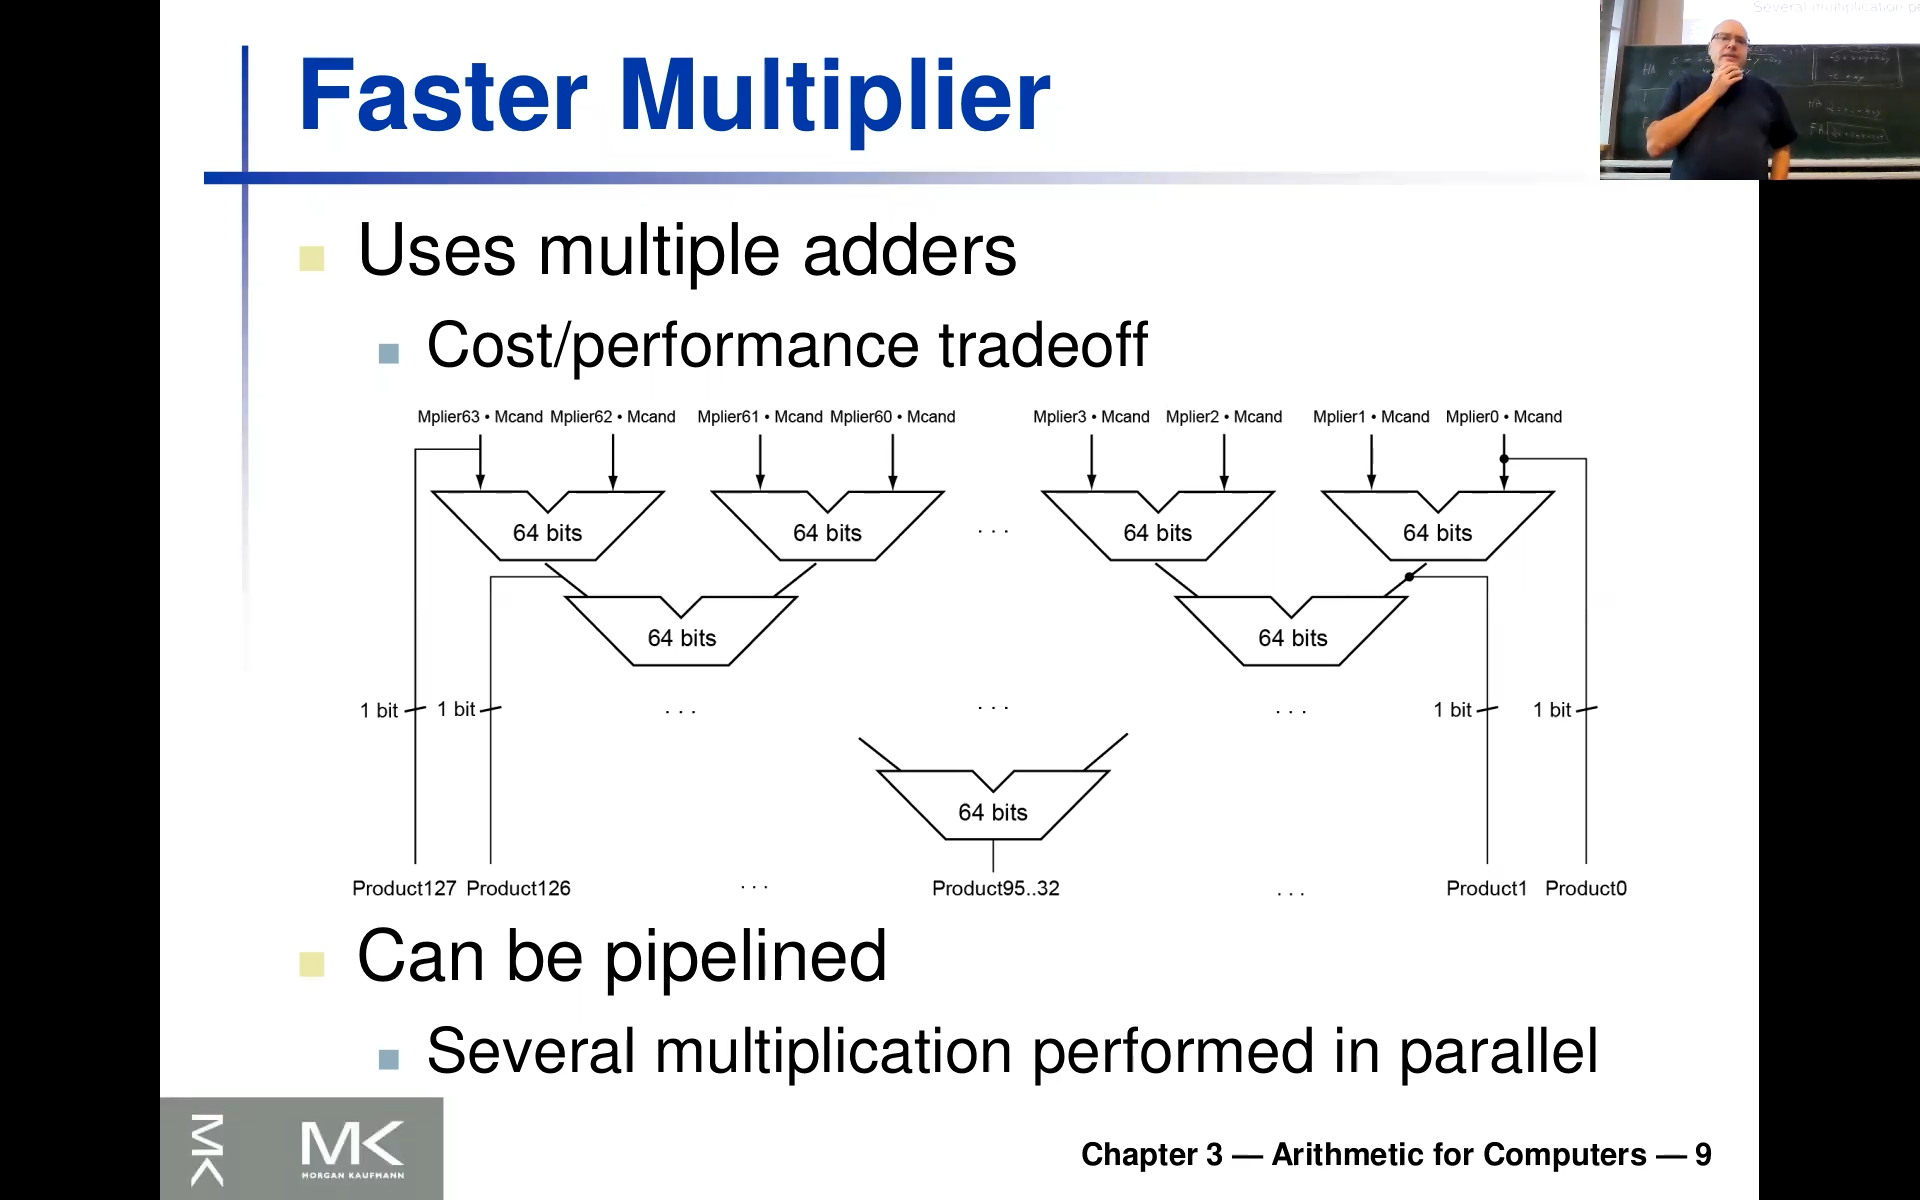 Several multiplication
Faster Multiplier
Uses multiple adders
Cost/performance tradeoff
Mplier63 • Mcand Mplier62 • Mcand Mplier61 • Mcand Mplier60 • Mcand Mplier3 • Mcand Mplier2 • Mcand Mplier1 • Mcand Mplier0 • Mcand
64 bits 64 bits . . . 64 bits 64 bits
64 bits 64 bits
1 bit 1 bit . . . . . . . . . 1 bit 1 bit
64 bits
Product127 Product126 . . . Product95..32 . . . Product1 Product0
Can be pipelined
Several multiplication performed in parallel
MK MK
MORGAN KAUFMANN
Chapter 3 — Arithmetic for Computers — 9